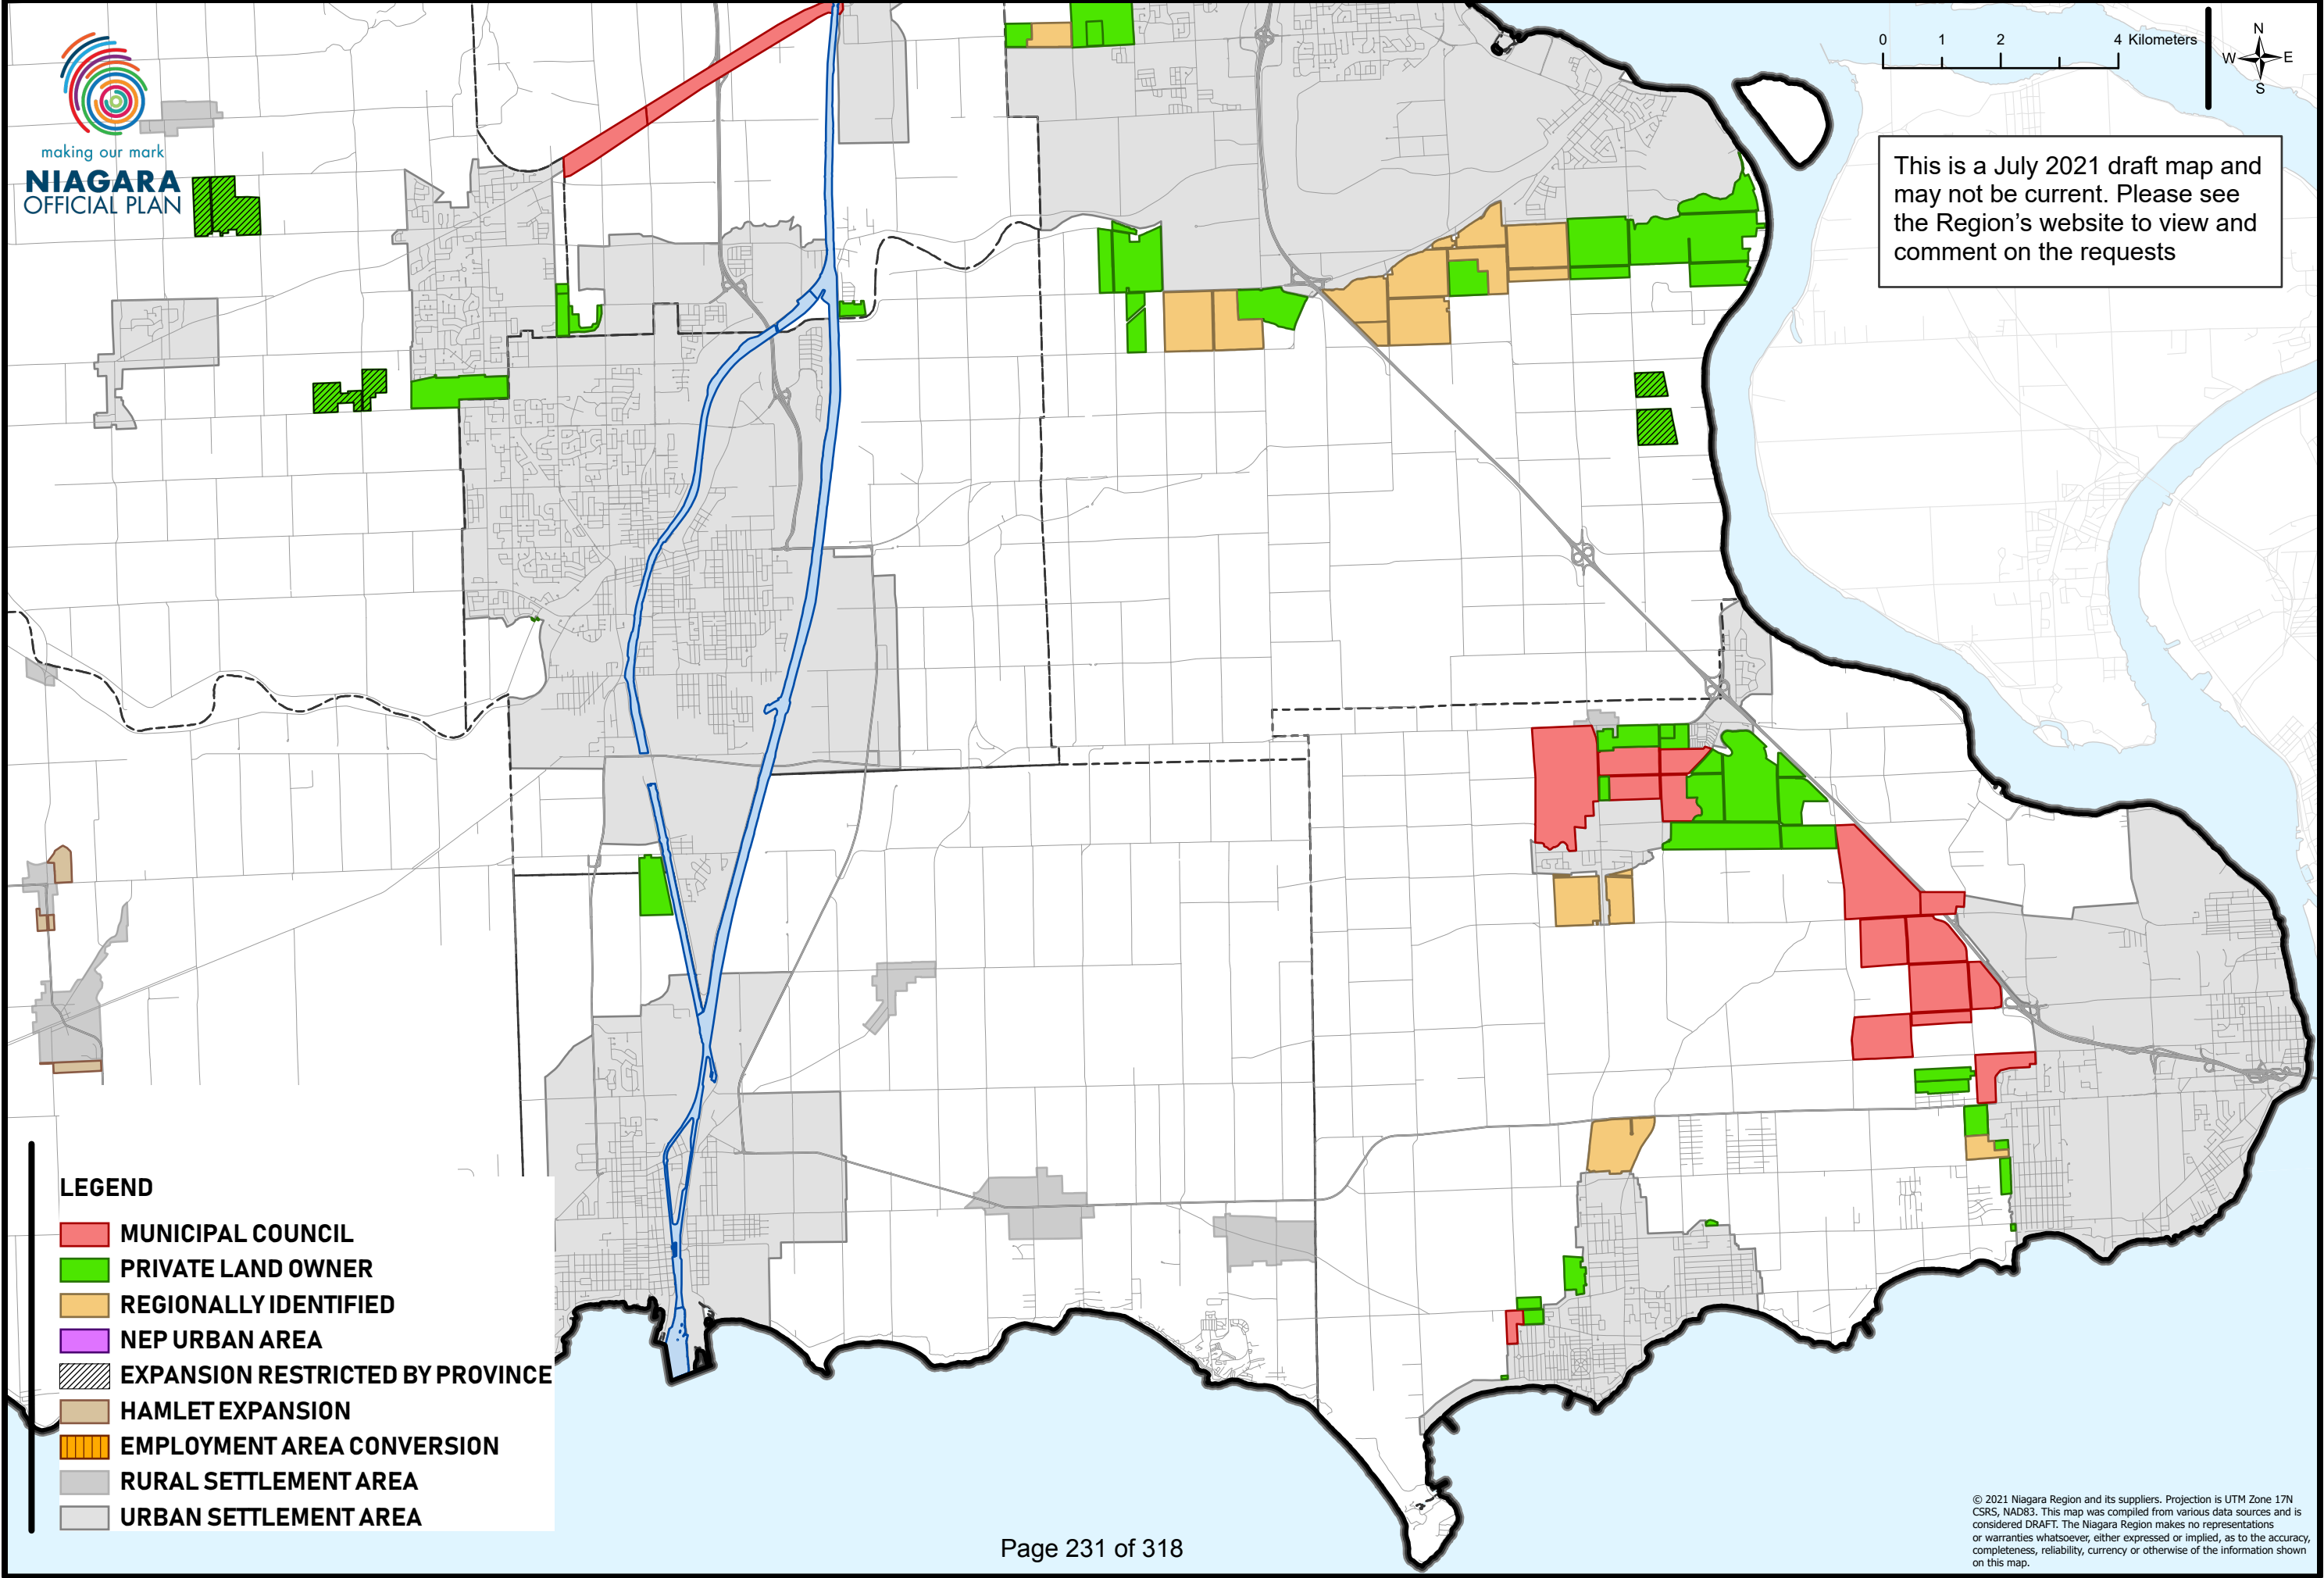 making our mark
NIAGARA
OFFICIAL PLAN
0 1 2 4 Kilometers
N
W E
S
This is a July 2021 draft map and
may not be current. Please see
the Region's website to view and
comment on the requests
LEGEND
MUNICIPAL COUNCIL
PRIVATE LAND OWNER
REGIONALLY IDENTIFIED
NEP URBAN AREA
EXPANSION RESTRICTED BY PROVINCE
HAMLET EXPANSION
EMPLOYMENT AREA CONVERSION
RURAL SETTLEMENT AREA
URBAN SETTLEMENT AREA
Page 231 of 318
© 2021 Niagara Region and its suppliers. Projection is UTM Zone 17N
CSRS, NAD83. This map was compiled from various data sources and is
considered DRAFT. The Niagara Region makes no representations
or warranties whatsoever, either expressed or implied, as to the accuracy,
completeness, reliability, currency or otherwise of the information shown
on this map.